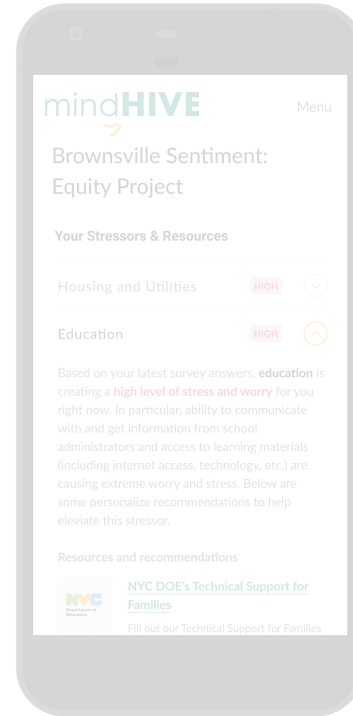 mindHIVE
Menu
Brownsville Sentiment:
Equity Project
Your Stressors & Resources
Housing and Utilities HIGH
Education HIGH
Based on your latest survey answers, education is
creating a high level of stress and worry for you
right now. In particular, ability to communicate
with and get information from school
administrators and access to learning materials
(including internet access, technology, etc,) are
causing extreme worry and stress. Below are
some personalize recommendations to help
eleviate this stressor.
Resources and recommendations
NYC
Department of
Education
NYC DOE's Technical Support for
Families
Fill out our Technical Support for Families